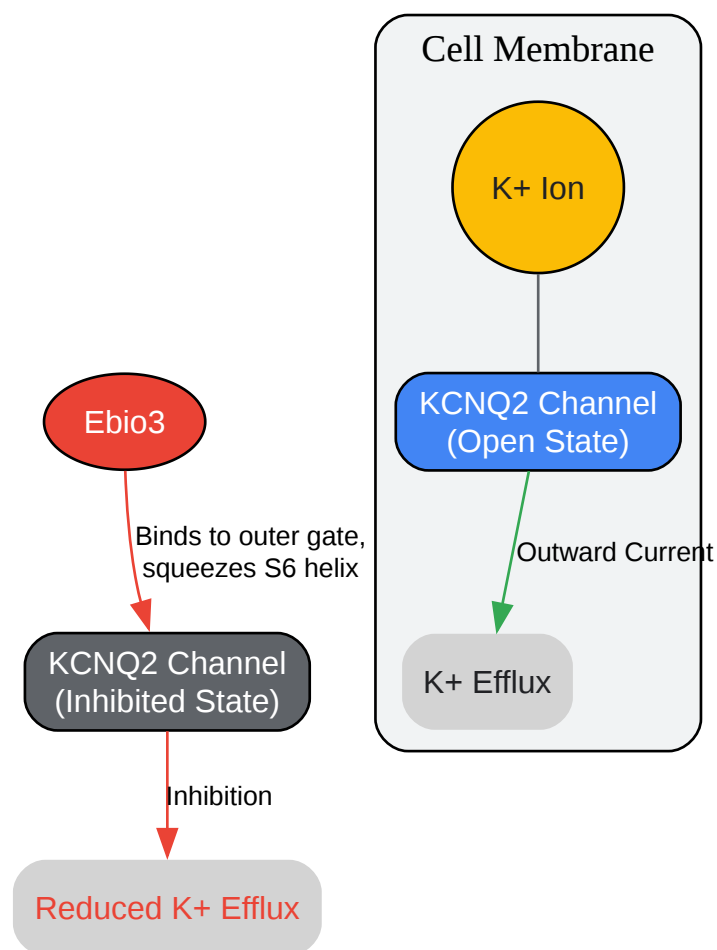 Cell Membrane
K+ Ion
KCNQ2 Channel
(Open State)
Outward Current
K+ Efflux
Ebio3
Binds to outer gate,
squeezes S6 helix
KCNQ2 Channel
(Inhibited State)
Inhibition
Reduced K+ Efflux